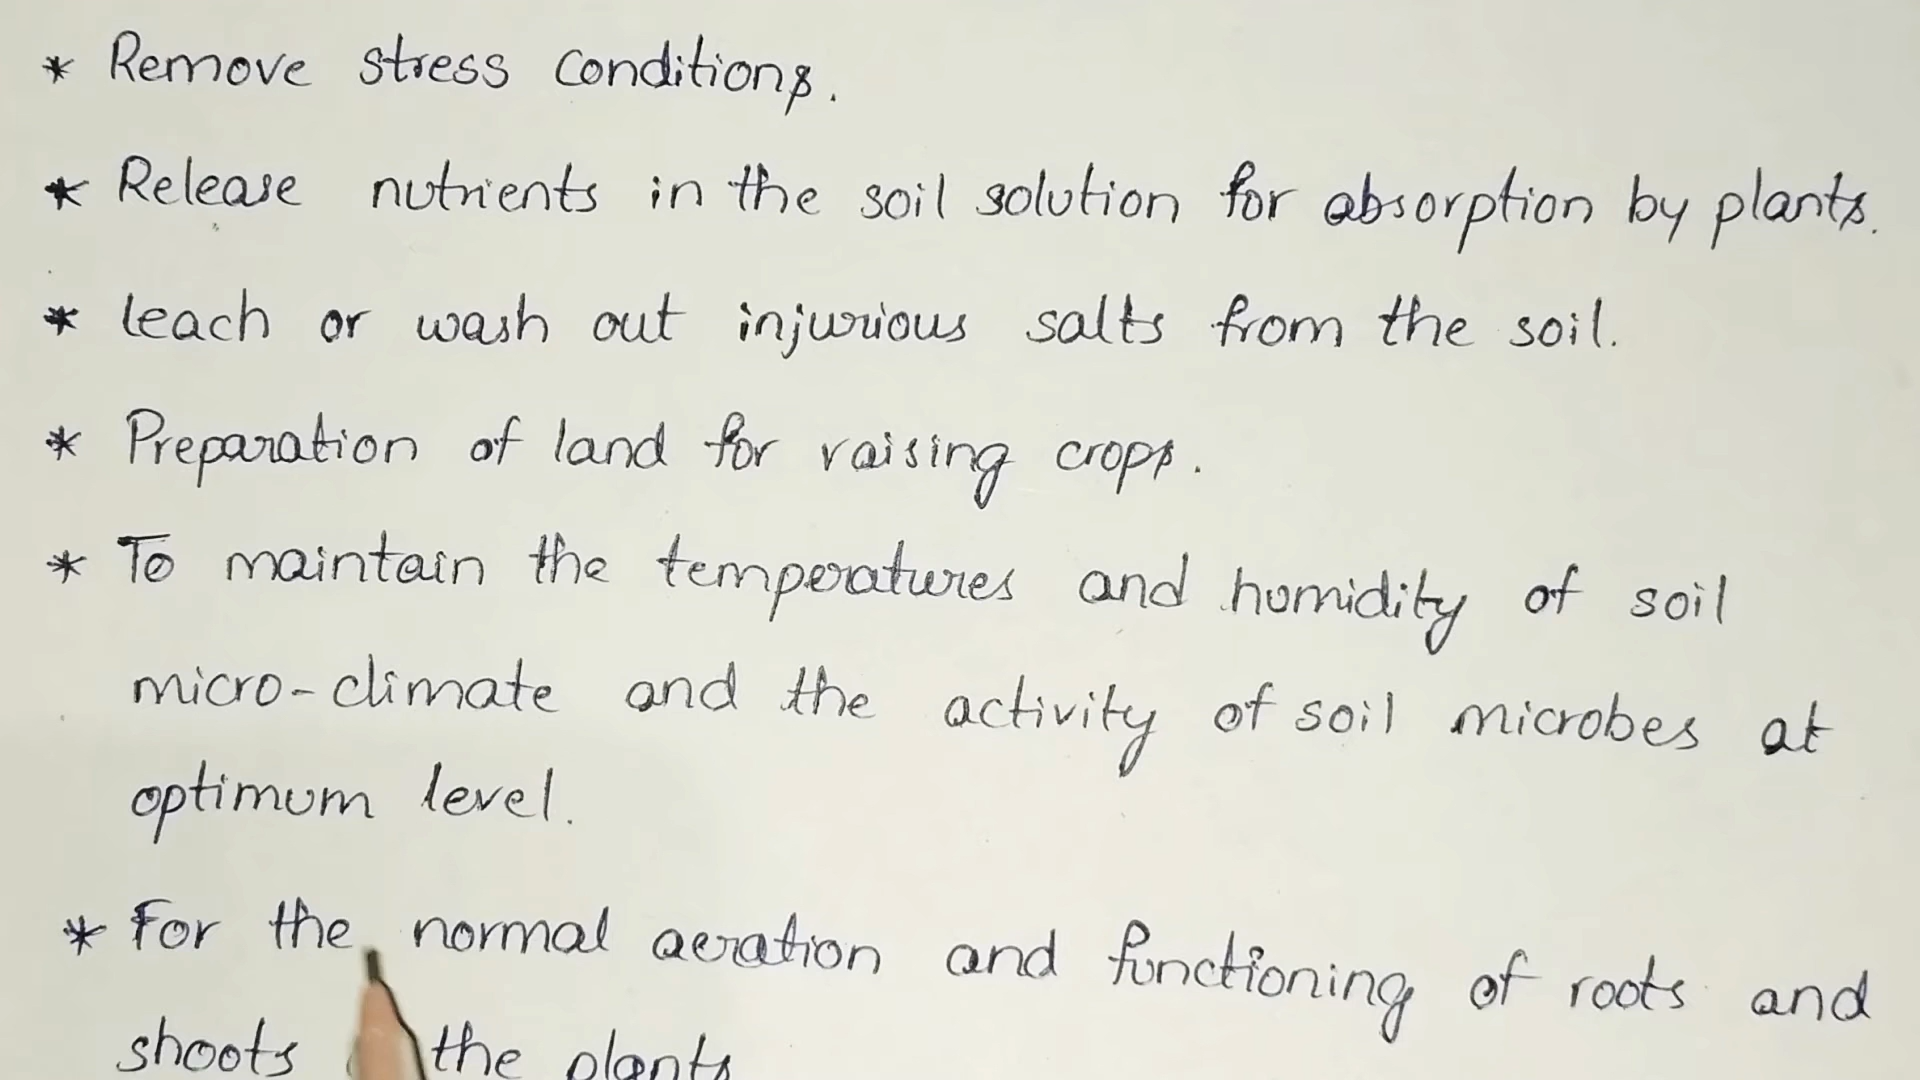 * Remove stress conditions.
* Release nutrients in the soil solution for absorption by plants.
* leach or wash out injurious salts from the soil.
* Preparation of land for raising crops.
* To maintain the temperatures and humidity of soil
micro-climate and the activity of soil microbes at
optimum level.
* For the normal aeration and functioning of roots and
shoots the plants